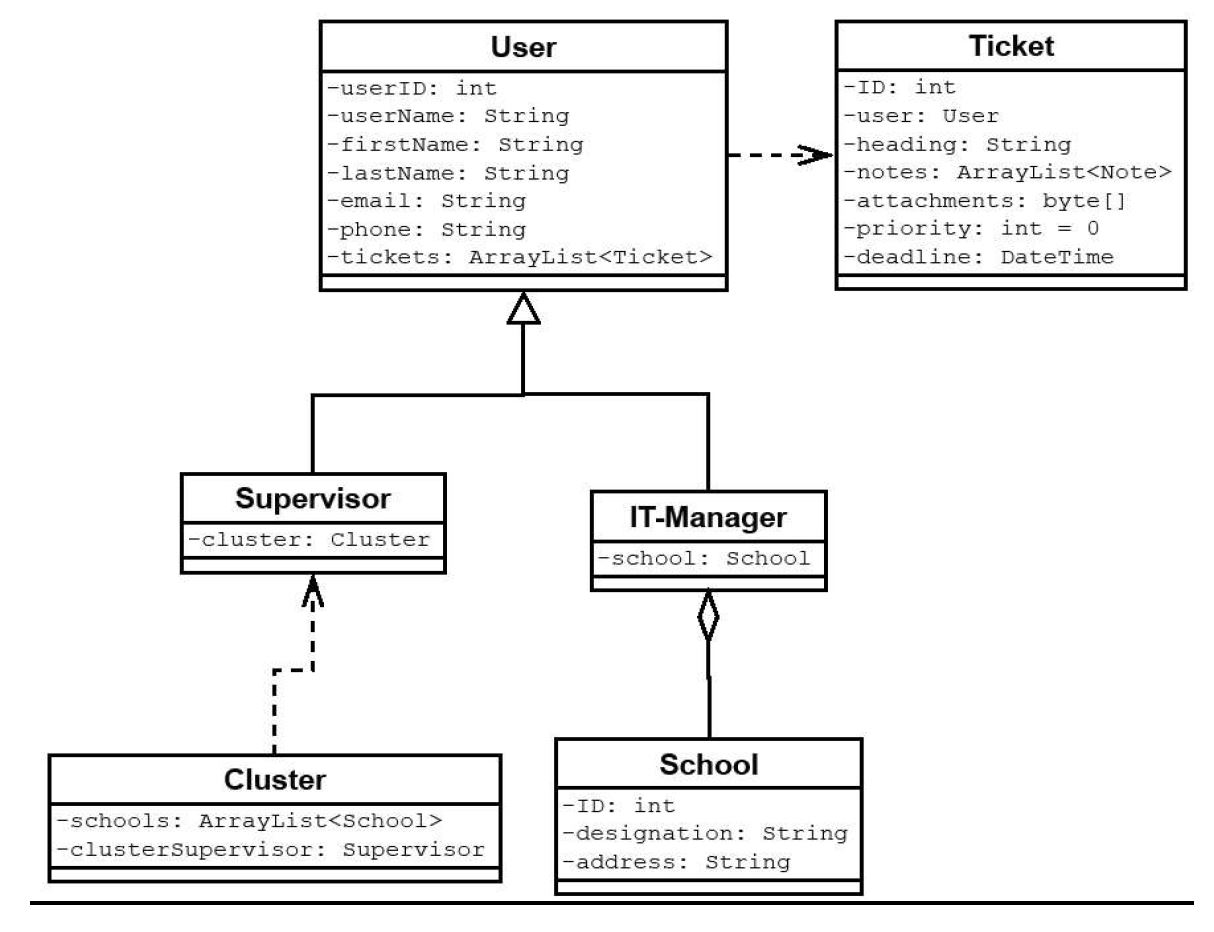 User
-userID: int
-userName: String
-firstName: String
-lastName: String
-email: String
-phone: String
-tickets: ArrayList<Ticket>
Ticket
-ID: int
-user: User
-heading: String
-notes: ArrayList<Note>
-attachments: byte[]
-priority: int = 0
-deadline: DateTime
Supervisor
-cluster: Cluster
IT-Manager
-school: School
Cluster
-schools: ArrayList<School>
-clusterSupervisor: Supervisor
School
-ID: int
-designation: String
-address: String